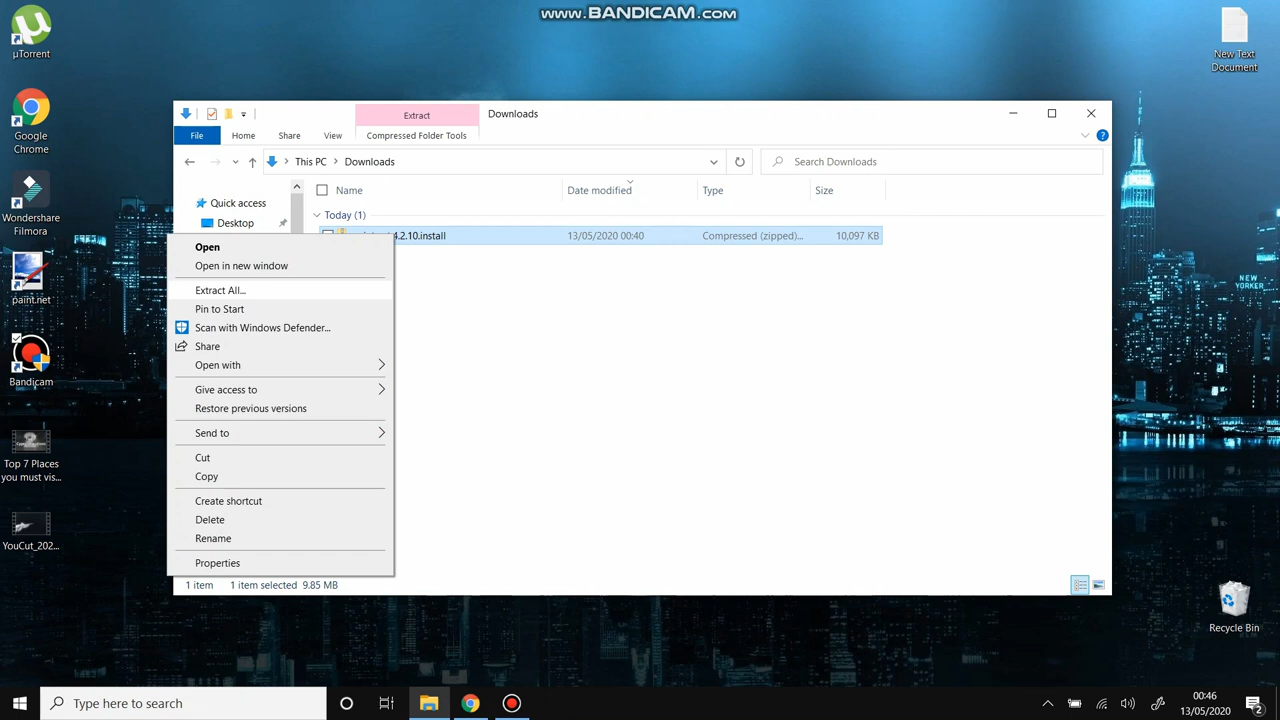 www.BANDICAM.com
µTorrent
Google
Chrome
Wondershare
Filmora
paint.net
Bandicam
Top 7 Places
you must vis...
YouCut_202...
New Text
Document
Recycle Bin
Extract
Downloads
File
Home
Share
View
Compressed Folder Tools
This PC
Downloads
Search Downloads
Name
Date modified
Type
Size
Quick access
Desktop
Today (1)
4.2.10.install
13/05/2020 00:40
Compressed (zipped)...
10,097 KB
Open
Open in new window
Extract All...
Pin to Start
Scan with Windows Defender...
Share
Open with
Give access to
Restore previous versions
Send to
Cut
Copy
Create shortcut
Delete
Rename
Properties
1 item
1 item selected 9.85 MB
NEW
YORKER
Type here to search
00:46
13/05/2020
2